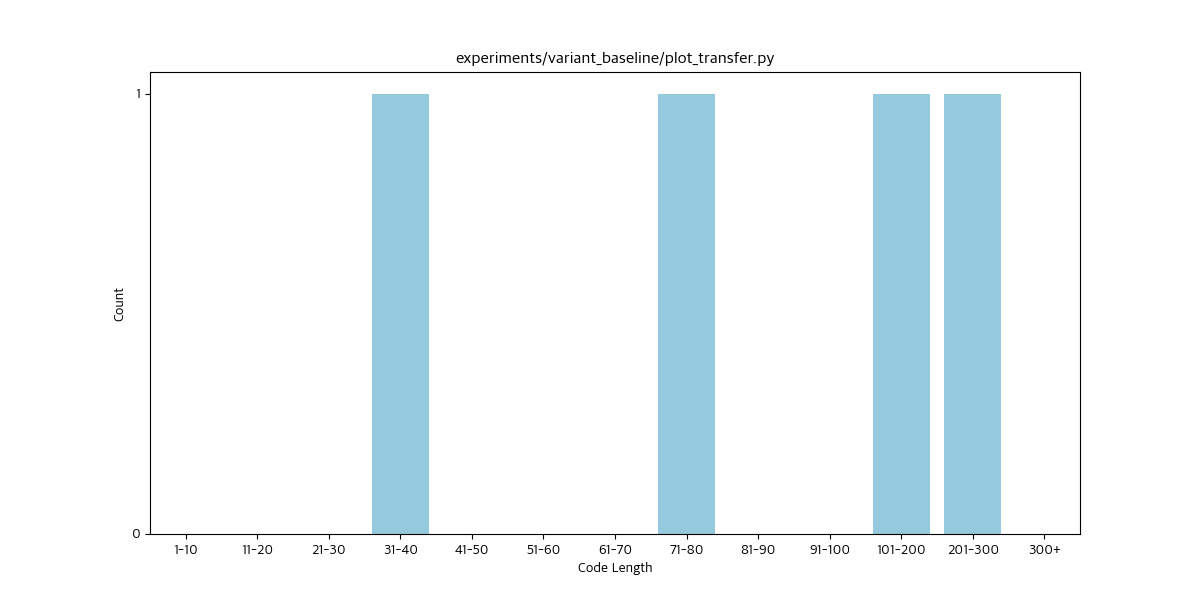 experiments/variant_baseline/plot_transfer.py
1
0
Count
1-10 11-20 21-30 31-40 41-50 51-60 61-70 71-80 81-90 91-100 101-200 201-300 300+
Code Length